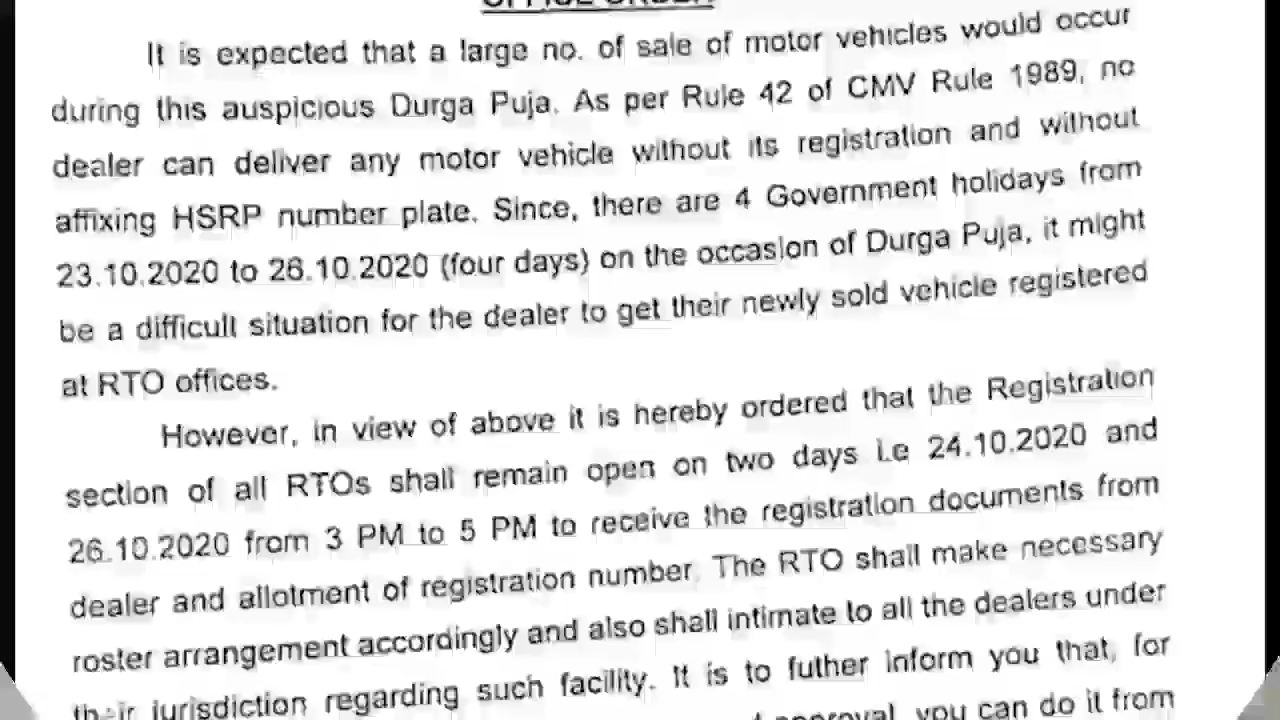 OFFICE ORDER
It is expected that a large no. of sale of motor vehicles would occur
during this auspicious Durga Puja. As per Rule 42 of CMV Rule 1989, no
dealer can deliver any motor vehicle without its registration and without
affixing HSRP number plate. Since, there are 4 Government holidays from
23.10.2020 to 26.10.2020 (four days) on the occasion of Durga Puja, it might
be a difficult situation for the dealer to get their newly sold vehicle registered
at RTO offices.
However, in view of above it is hereby ordered that the Registration
section of all RTOs shall remain open on two days i.e 24.10.2020 and
26.10.2020 from 3 PM to 5 PM to receive the registration documents from
dealer and allotment of registration number. The RTO shall make necessary
roster arrangement accordingly and also shall intimate to all the dealers under
their jurisdiction regarding such facility. It is to futher inform you that, for
approval, you can do it from